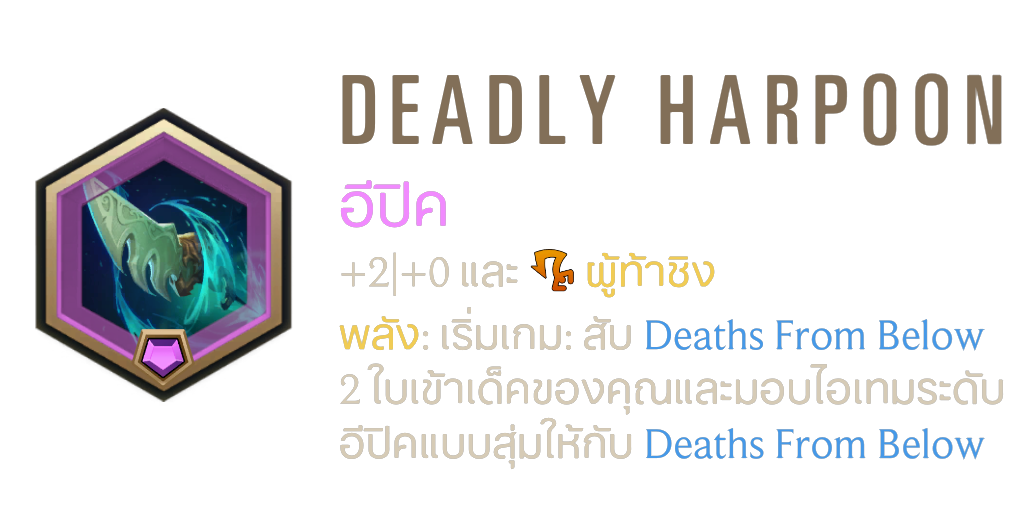 DEADLY HARPOON
อีปิค
+2|+0 และ ผู้ท้าชิง
พลัง: เริ่มเกม: สับ Deaths From Below
2 ใบเข้าเด็คของคุณและมอบไอเทมระดับ
อีปิคแบบสุ่มให้กับ Deaths From Below